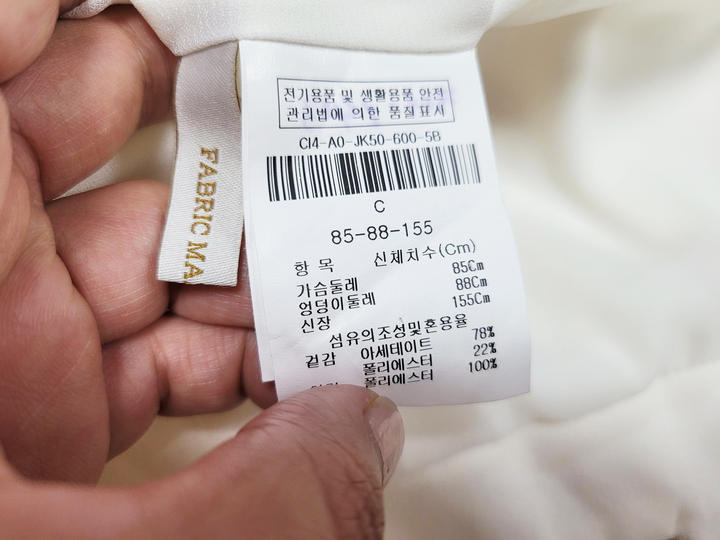 전기용품 및 생활용품 안전
관리법에 의한 품질표시
CI4-A0-JK50-600-5B
C
85-88-155
항 목 신체치수(Cm)
가슴둘레 85Cm
엉덩이둘레 88Cm
신장 155Cm
섬유의조성및혼용율
겉감 아세테이트 78%
폴리에스터 22%
폴리에스터 100%
FABRIC MA